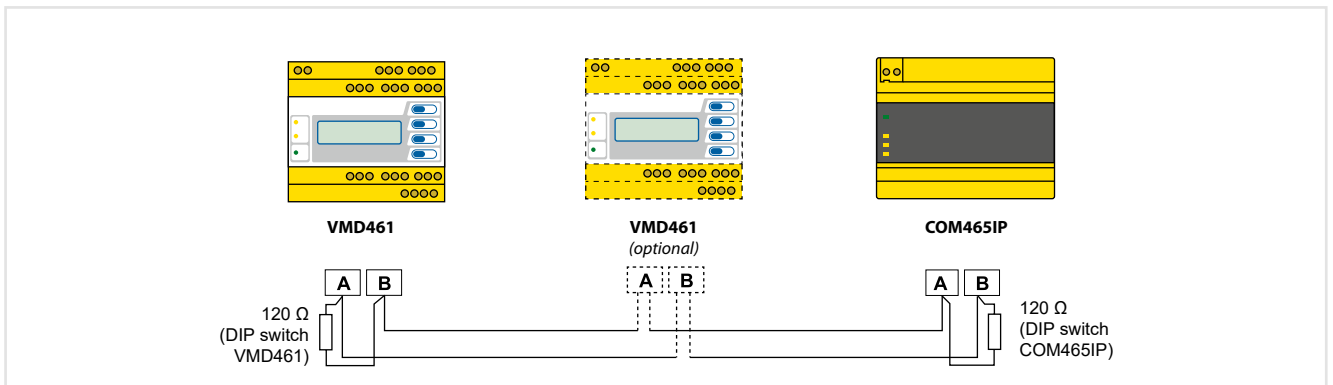 VMD461
VMD461
(optional)
COM465IP
A B
A B
A B
120 Ω
(DIP switch
VMD461)
120 Ω
(DIP switch
COM465IP)